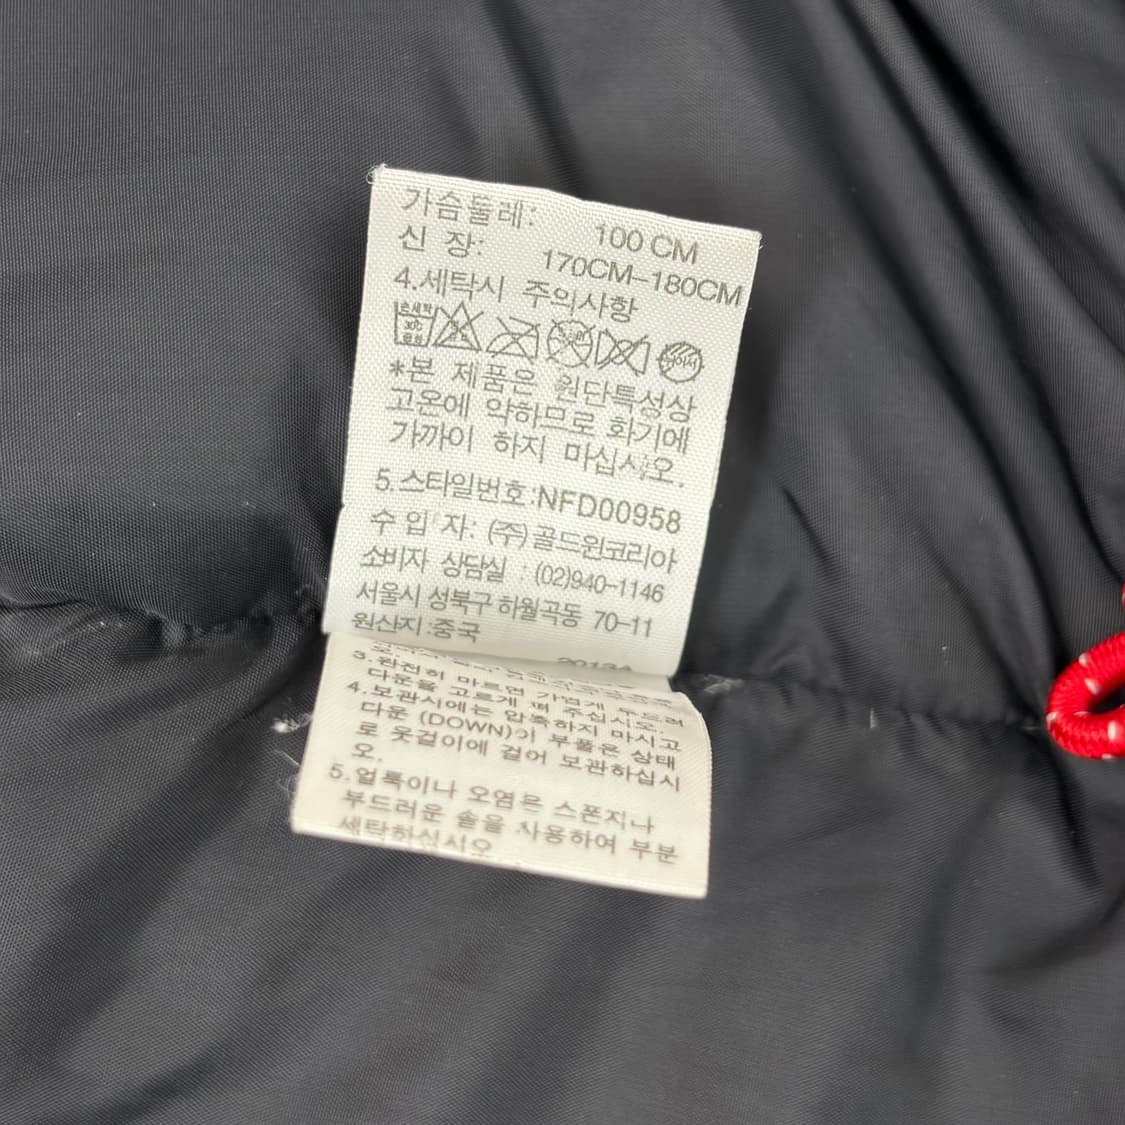 가슴둘레: 100 CM
신 장: 170CM-180CM
4.세탁시 주의사항
손세탁 30℃ 중성
*본 제품은 원단특성상
고온에 약하므로 화기에
가까이 하지 마십시오.
5.스타일번호:NFD00958
수 입 자: (주)골드윈코리아
소비자 상담실 : (02)940-1146
서울시 성북구 하월곡동 70-11
원산지:중국
2013A
3.완전히 마르면 가볍게 두드려
다운을 고르게 펴 주십시오.
4.보관시에는 압축하지 마시고
다운 (DOWN)이 부풀은 상태
로 옷걸이에 걸어 보관하십시
오.
5.얼룩이나 오염은 스폰지나
부드러운 솔을 사용하여 부분
세탁하십시오